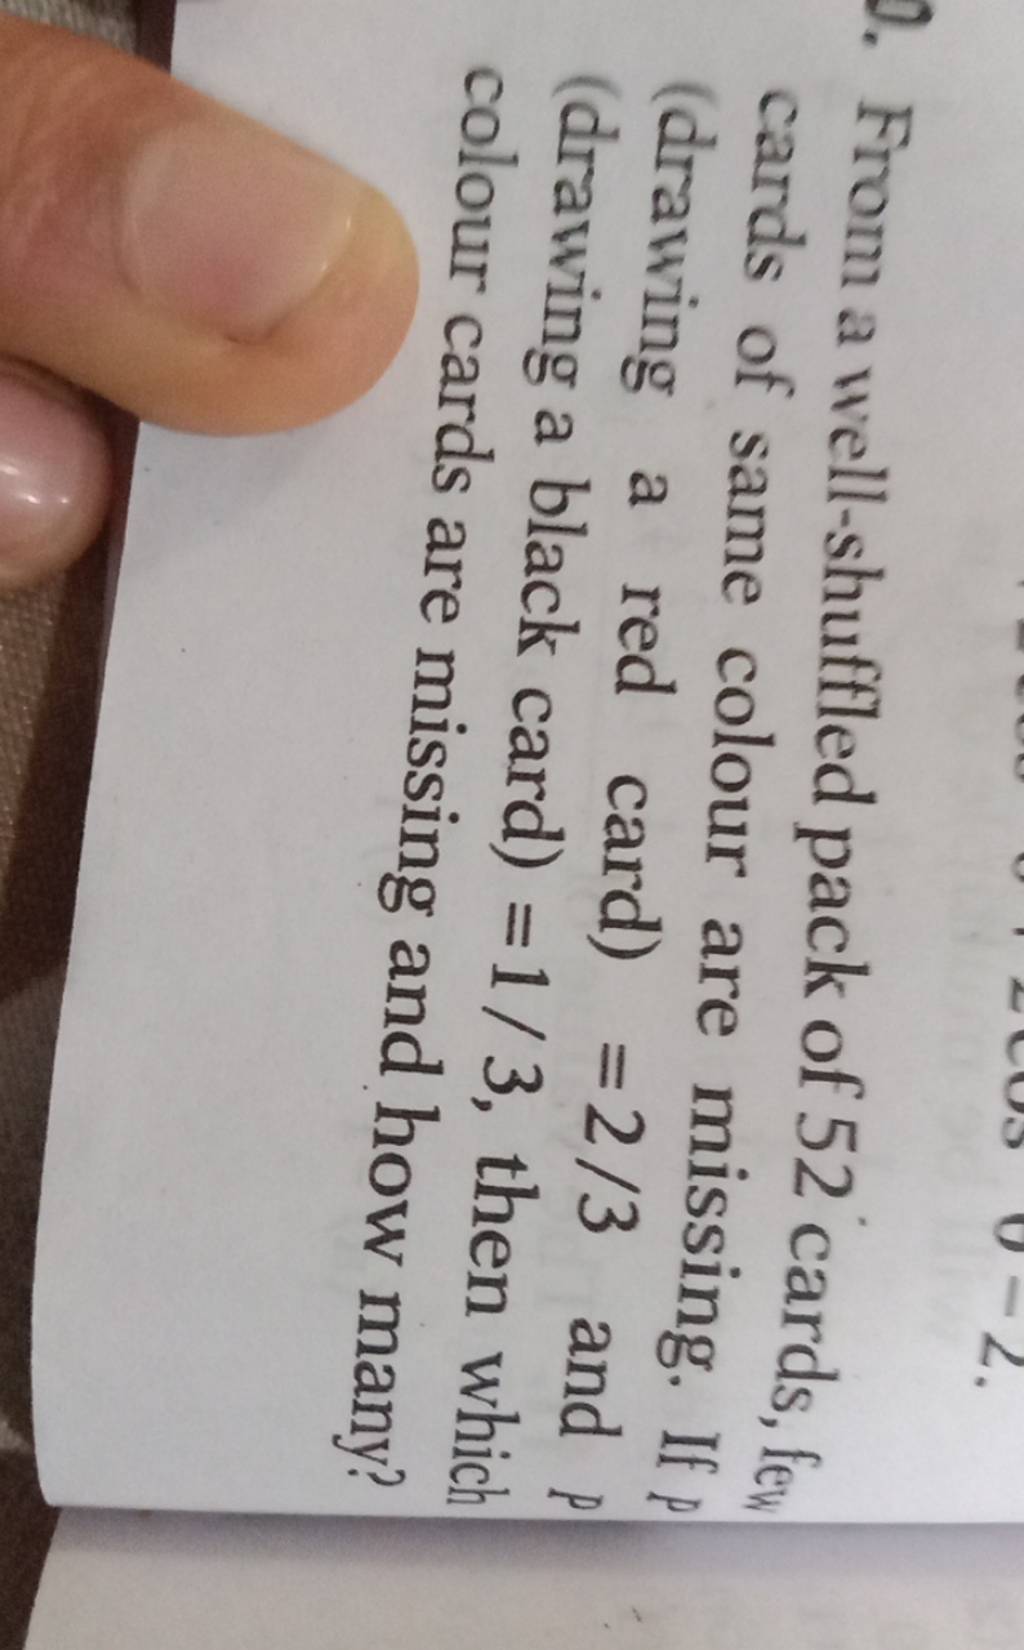 From a well-shuffled pack of 52 cards, few
cards of same colour are missing. If p
(drawing a red card) = 2/3 and p
(drawing a black card) = 1/3, then which
colour cards are missing and how many?